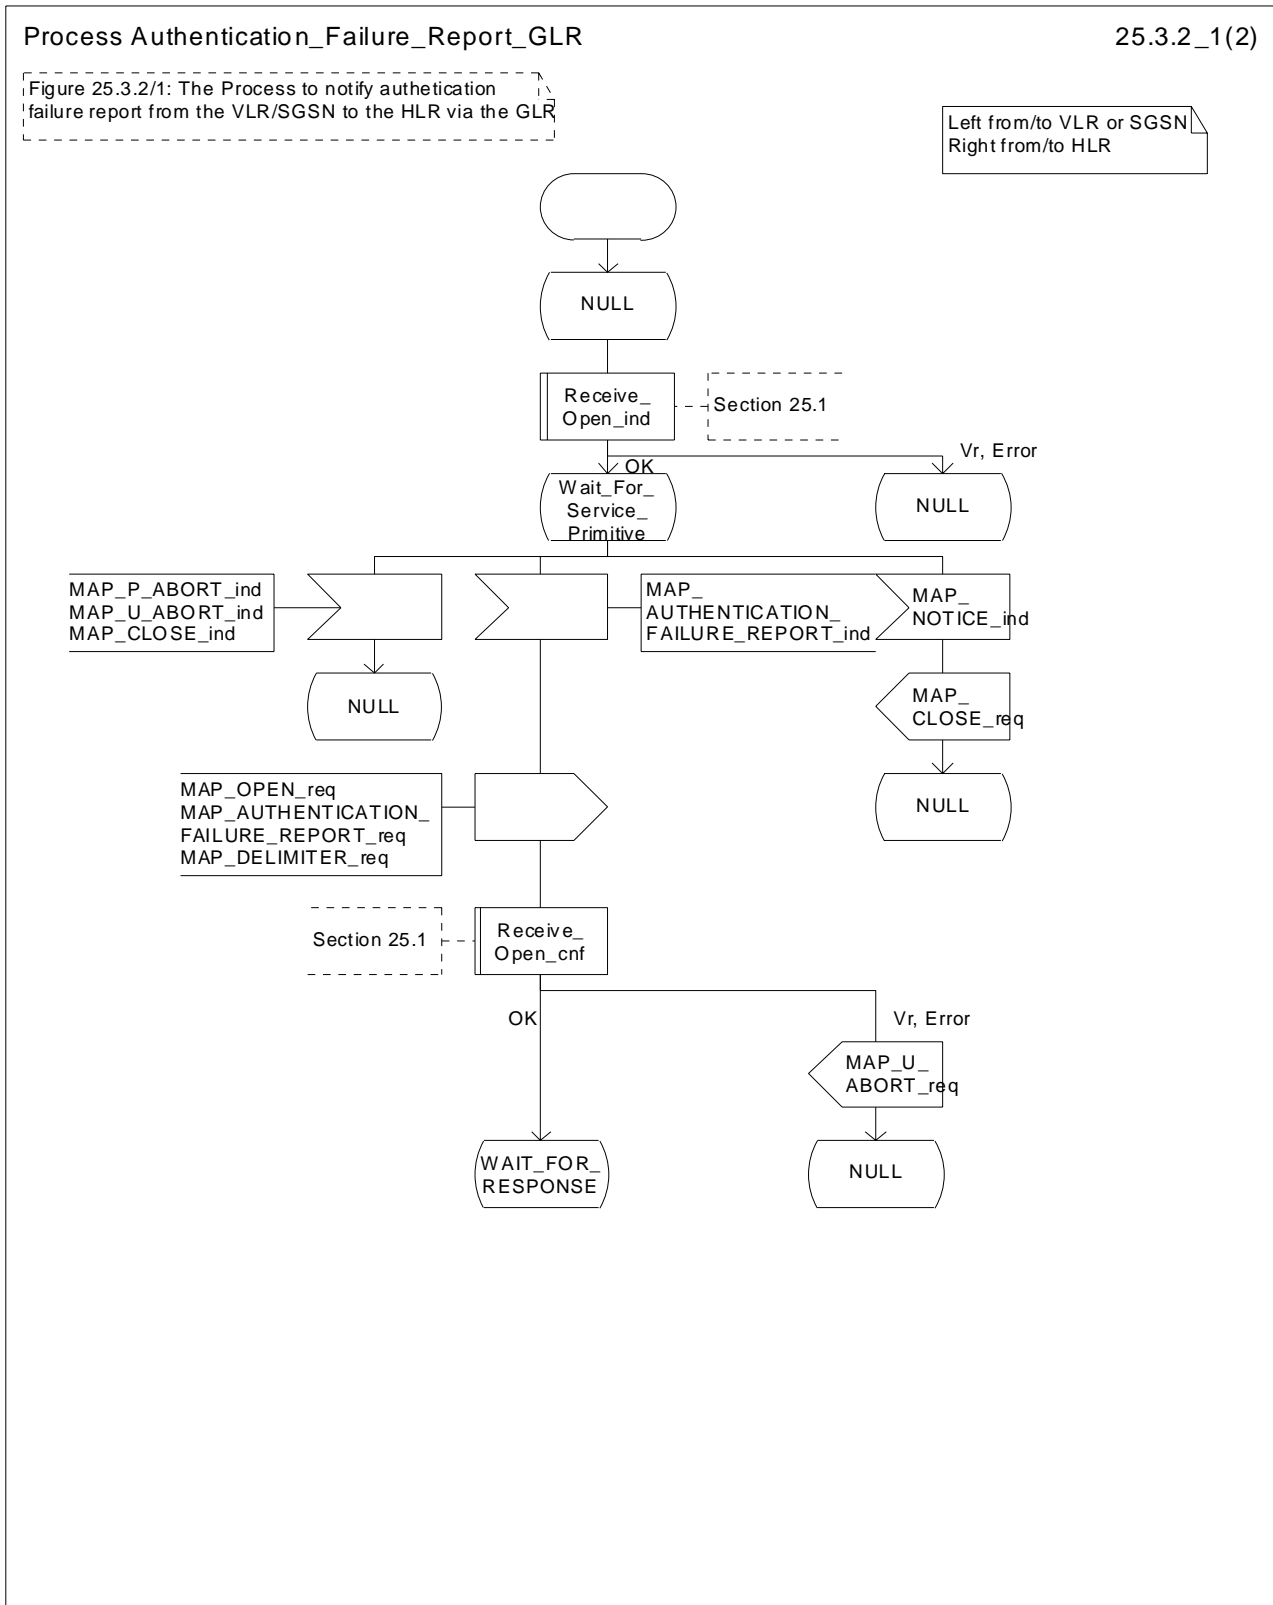 Process Authentication_Failure_Report_GLR
25.3.2_1(2)
Figure 25.3.2/1: The Process to notify authetication
failure report from the VLR/SGSN to the HLR via the GLR
Left from/to VLR or SGSN
Right from/to HLR
NULL
Receive_
Open_ind
Section 25.1
OK
Vr, Error
Wait_For_
Service_
Primitive
NULL
MAP_P_ABORT_ind
MAP_U_ABORT_ind
MAP_CLOSE_ind
MAP_
AUTHENTICATION_
FAILURE_REPORT_ind
MAP_
NOTICE_ind
NULL
MAP_
CLOSE_req
MAP_OPEN_req
MAP_AUTHENTICATION_
FAILURE_REPORT_req
MAP_DELIMITER_req
NULL
Section 25.1
Receive_
Open_cnf
OK
Vr, Error
MAP_U_
ABORT_req
WAIT_FOR_
RESPONSE
NULL